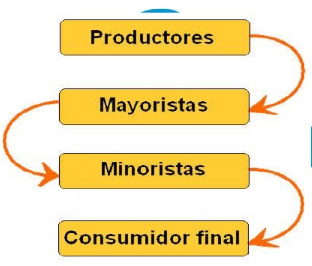 Productores
Mayoristas
Minoristas
Consumidor final